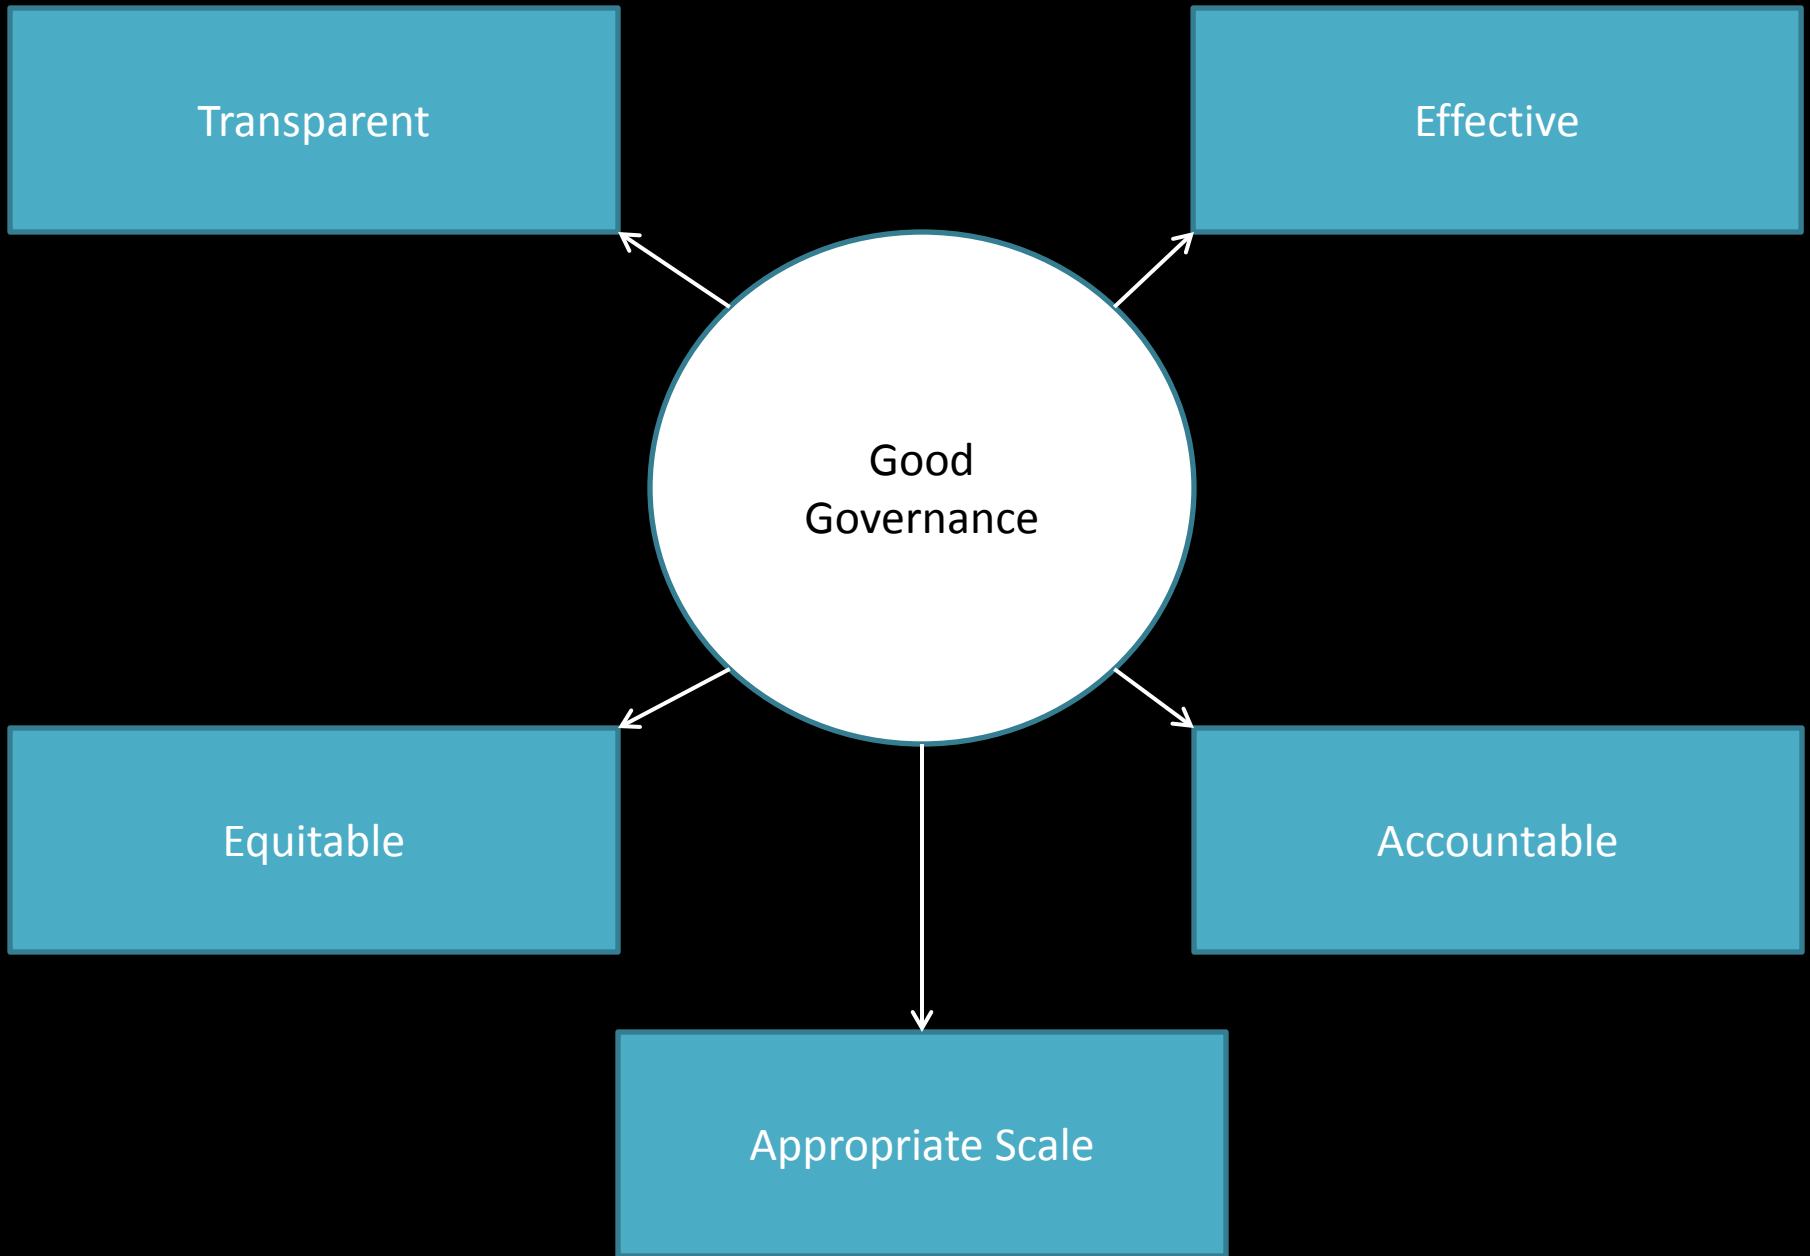 Transparent
Effective
Good
Governance
Equitable
Accountable
Appropriate Scale